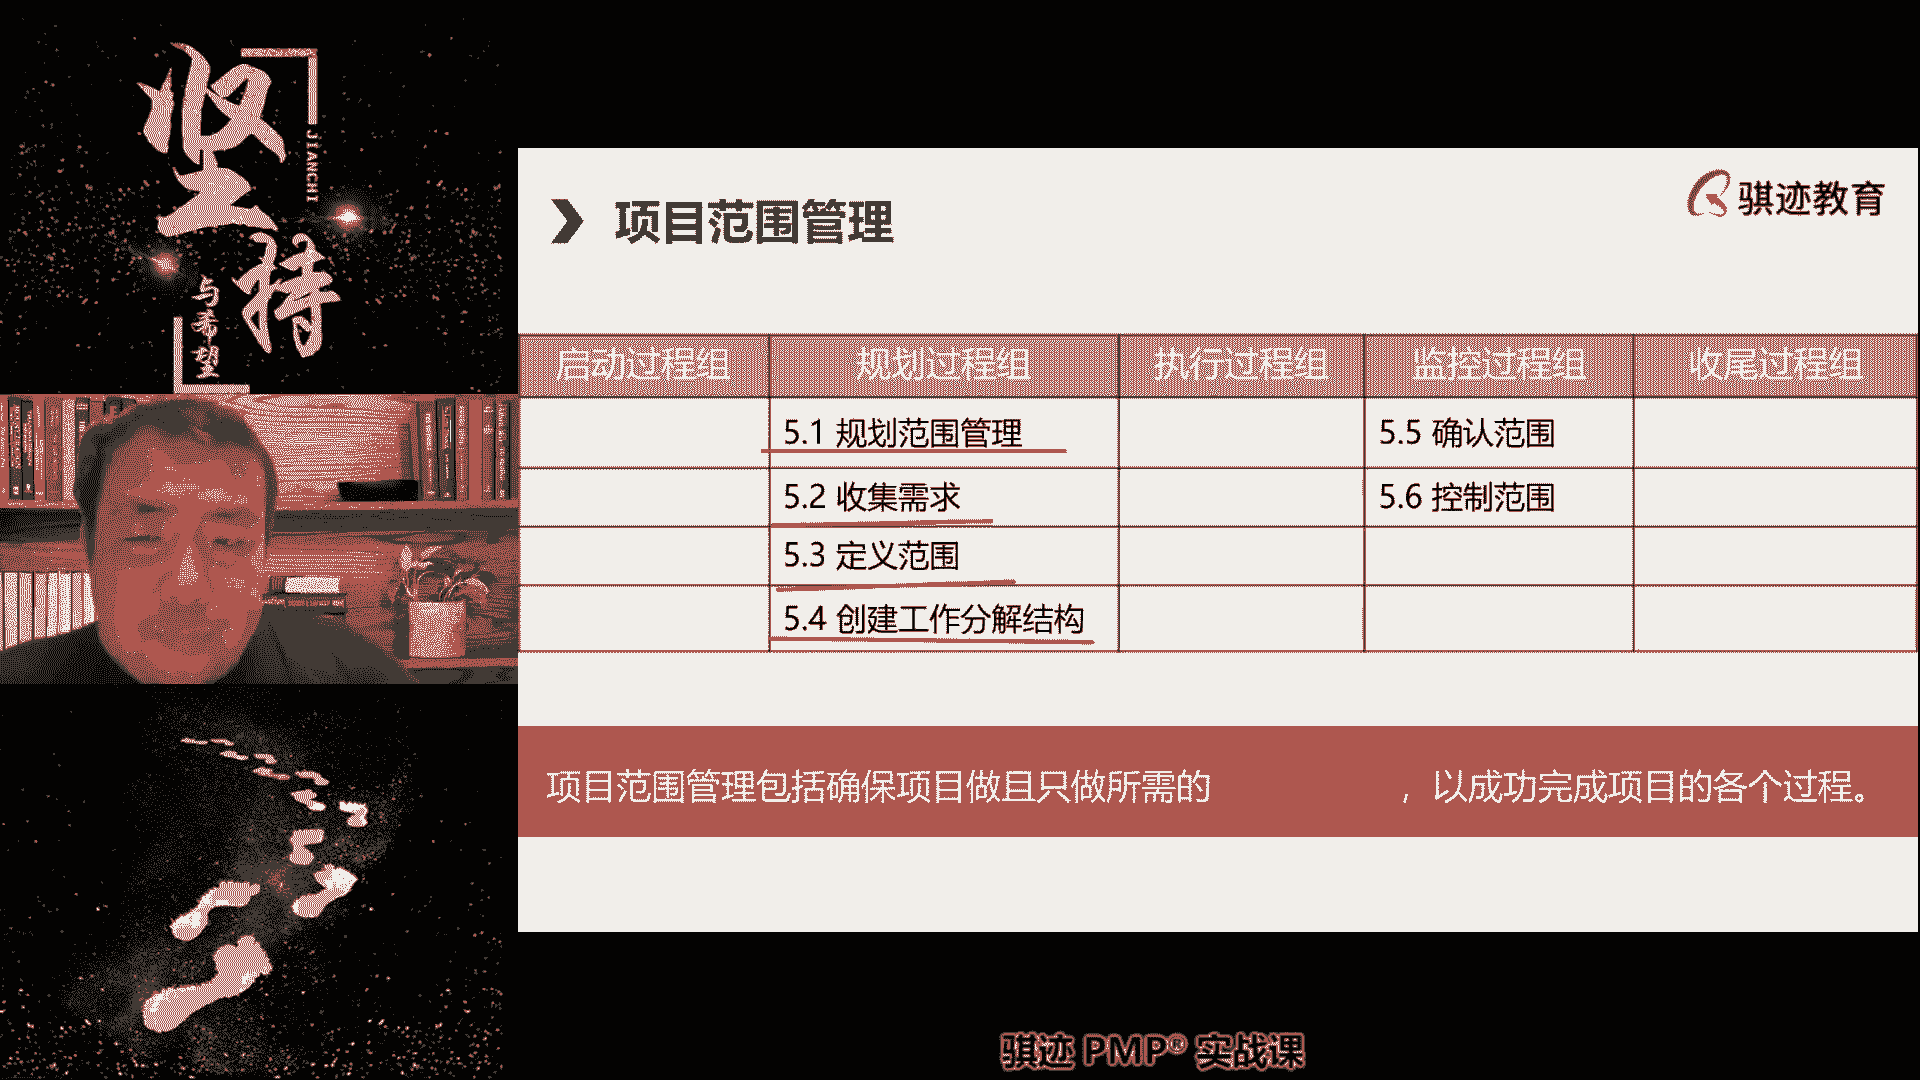 坚持
JIANCHI
与希望
骐迹教育
项目范围管理
启动过程组 规划过程组 执行过程组 监控过程组 收尾过程组
5.1 规划范围管理 5.5 确认范围
5.2 收集需求 5.6 控制范围
5.3 定义范围
5.4 创建工作分解结构
项目范围管理包括确保项目做且只做所需的 ，以成功完成项目的各个过程。
骐迹 PMP® 实战课